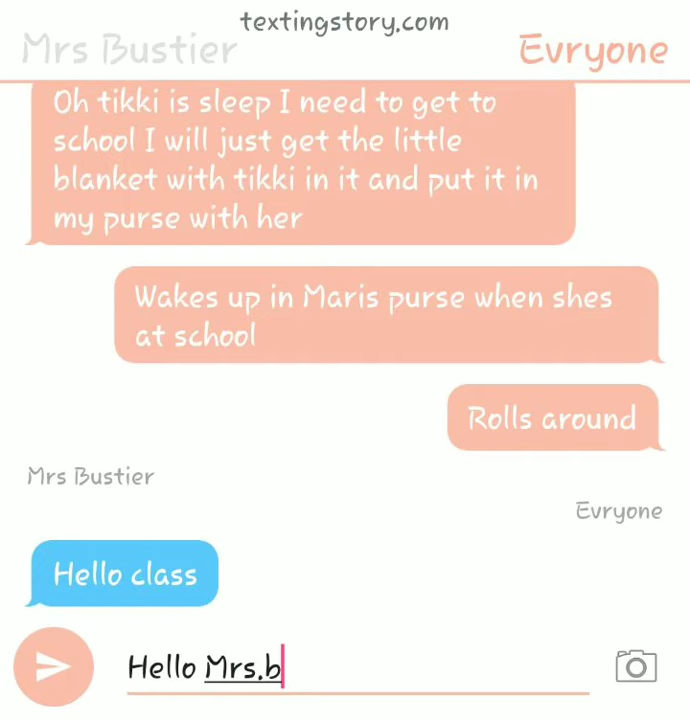 textingstory.com
Mrs Bustier
Evryone
Oh tikki is sleep I need to get to
school I will just get the little
blanket with tikki in it and put it in
my purse with her
Wakes up in Maris purse when shes
at school
Rolls around
Mrs Bustier
Evryone
Hello class
Hello Mrs.b